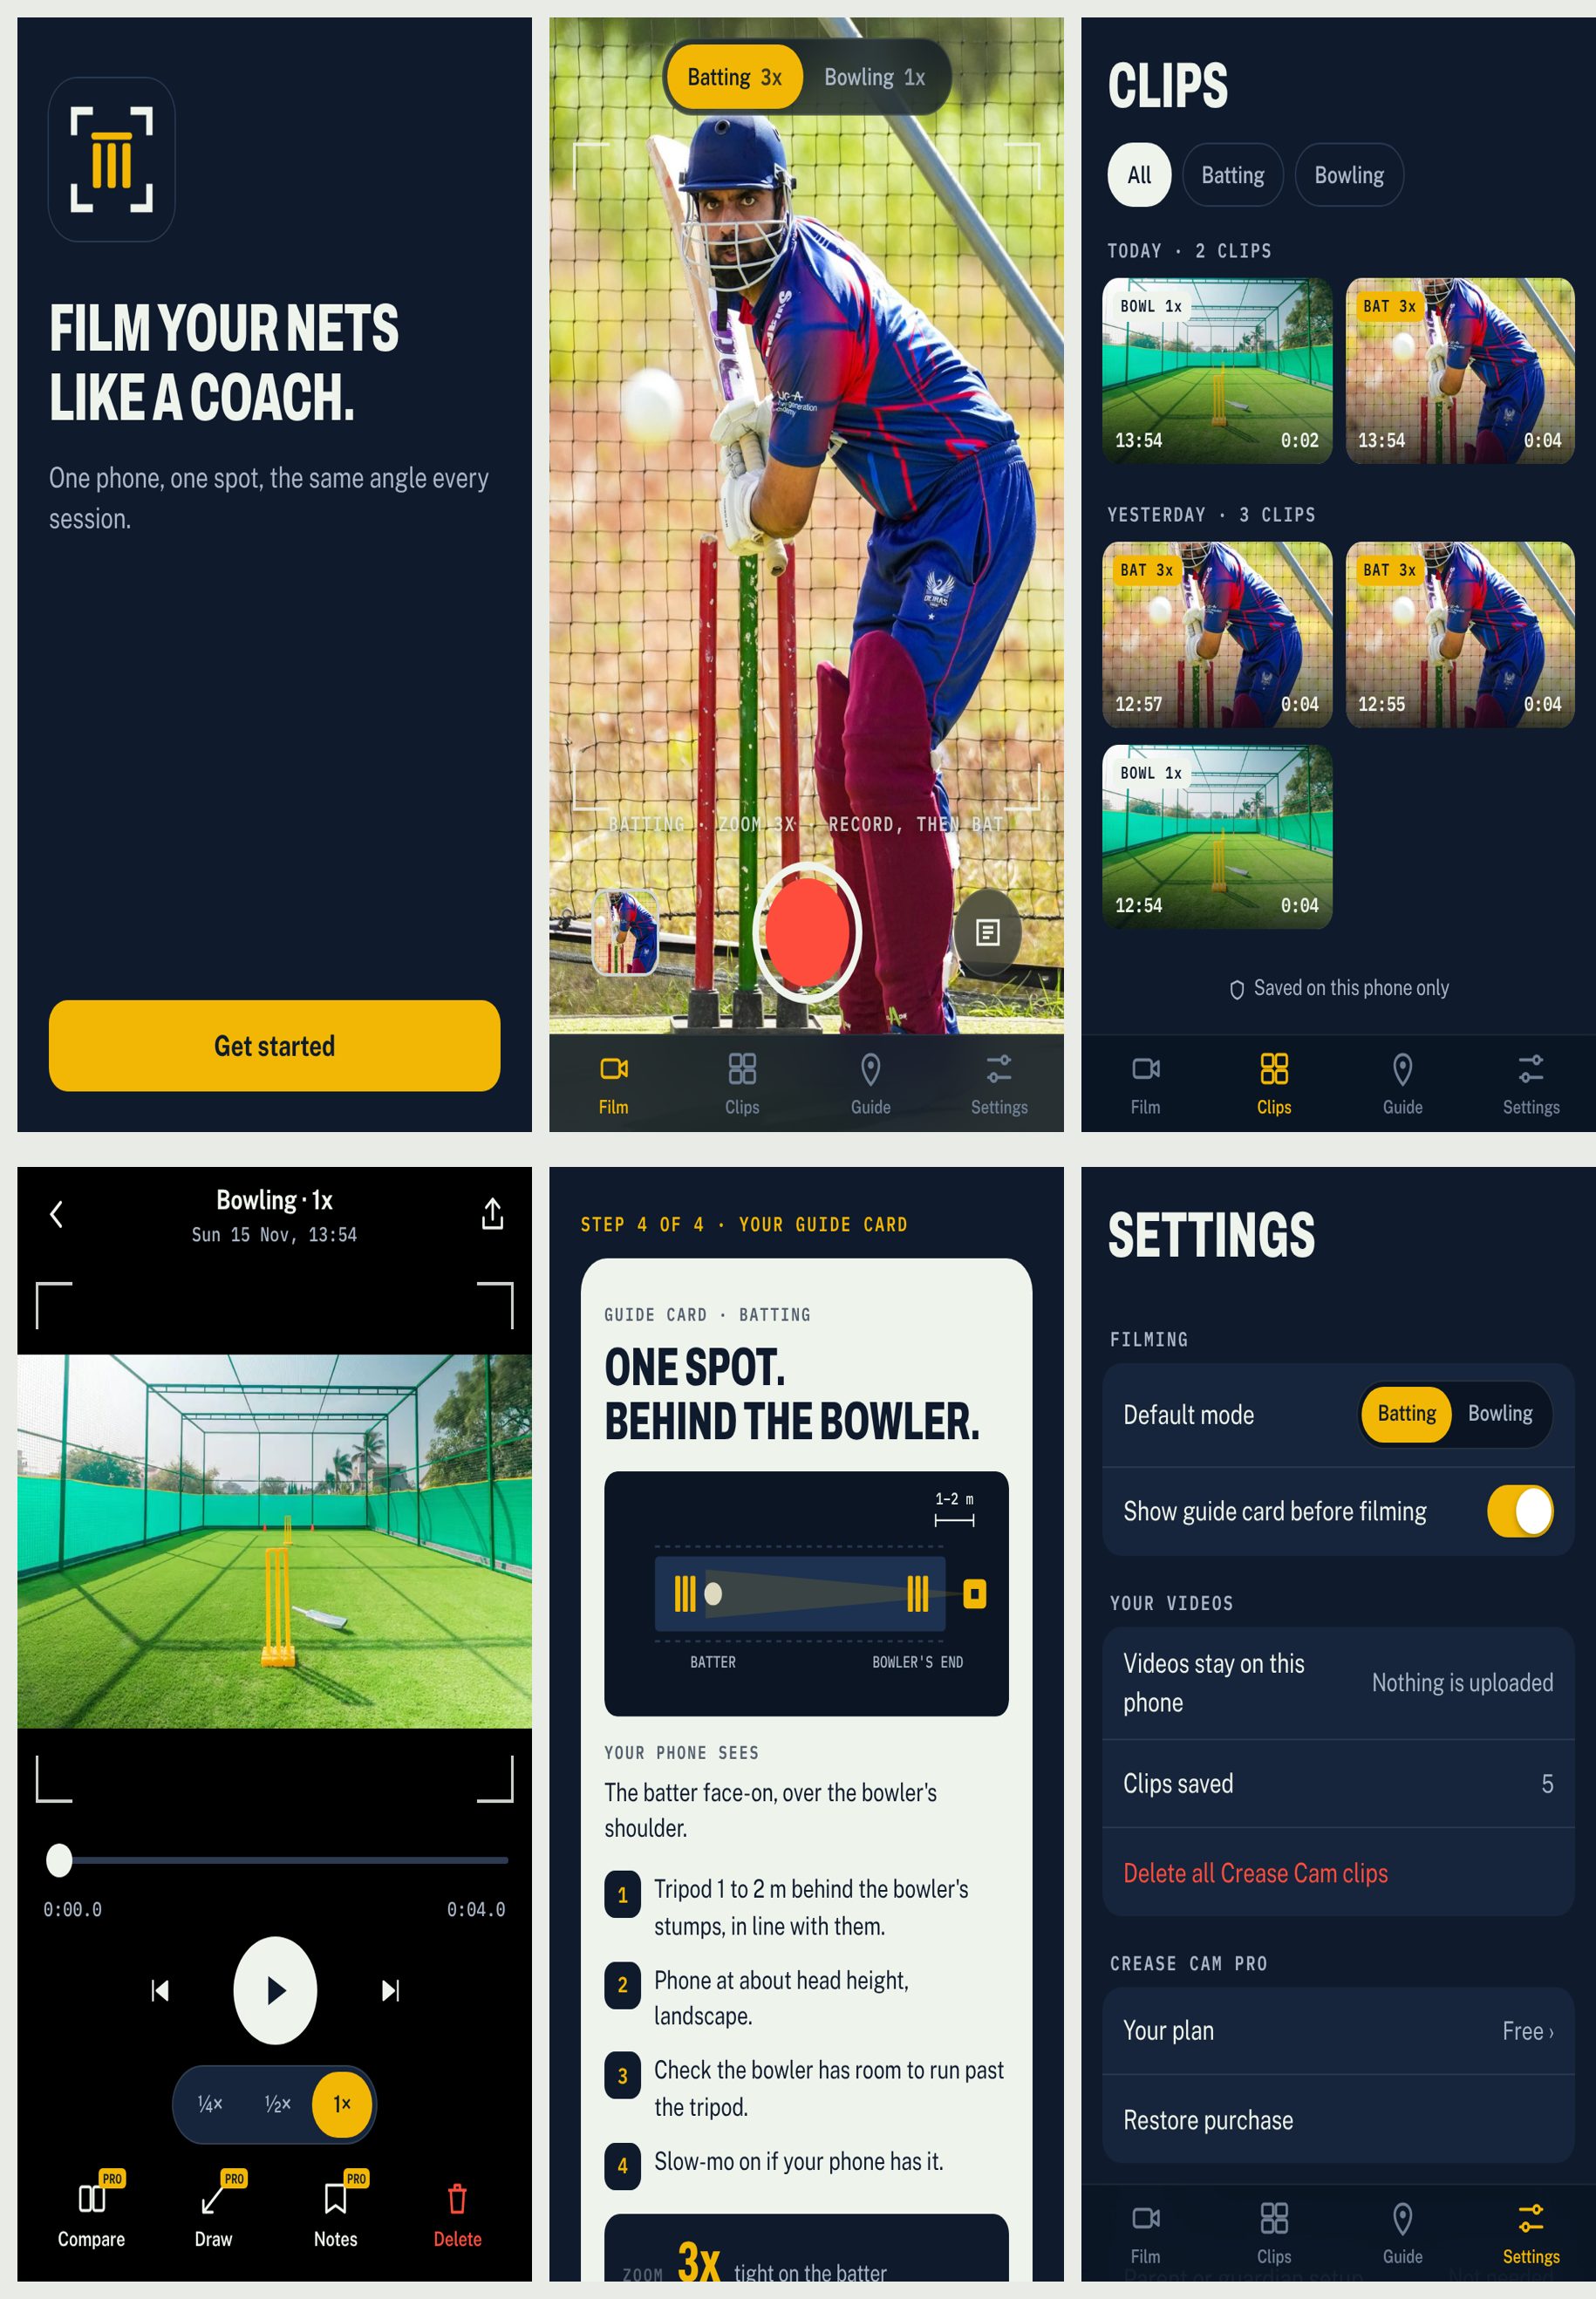 FILM YOUR NETS
LIKE A COACH.
One phone, one spot, the same angle every
session.
Get started
Batting 3x
Bowling 1x
BATTING · ZOOM 3X · RECORD, THEN BAT
Film
Clips
Guide
Settings
CLIPS
All
Batting
Bowling
TODAY · 2 CLIPS
BOWL 1x
13:54
0:02
BAT 3x
13:54
0:04
YESTERDAY · 3 CLIPS
BAT 3x
12:57
0:04
BAT 3x
12:55
0:04
BOWL 1x
12:54
0:04
Saved on this phone only
Film
Clips
Guide
Settings
Bowling · 1x
Sun 15 Nov, 13:54
0:00.0
0:04.0
¼×
½×
1×
PRO
Compare
PRO
Draw
PRO
Notes
Delete
STEP 4 OF 4 · YOUR GUIDE CARD
GUIDE CARD · BATTING
ONE SPOT.
BEHIND THE BOWLER.
1–2 m
BATTER
BOWLER'S END
YOUR PHONE SEES
The batter face-on, over the bowler's
shoulder.
1 Tripod 1 to 2 m behind the bowler's
stumps, in line with them.
2 Phone at about head height,
landscape.
3 Check the bowler has room to run past
the tripod.
4 Slow-mo on if your phone has it.
ZOOM 3x tight on the batter
SETTINGS
FILMING
Default mode
Batting
Bowling
Show guide card before filming
YOUR VIDEOS
Videos stay on this
phone
Nothing is uploaded
Clips saved
5
Delete all Crease Cam clips
CREASE CAM PRO
Your plan
Free ›
Restore purchase
Film
Clips
Guide
Settings
Parent or guardian setup
Not needed